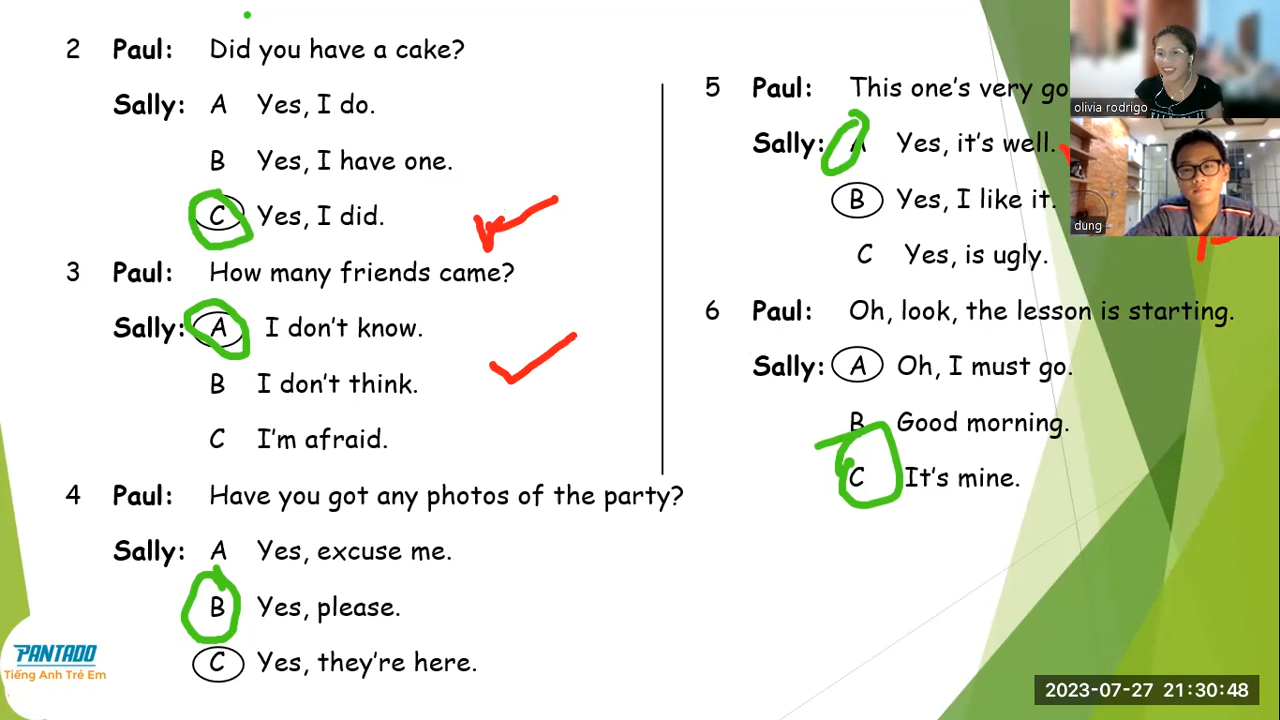 2 Paul: Did you have a cake?
Sally: A Yes, I do.
B Yes, I have one.
C Yes, I did.
3 Paul: How many friends came?
Sally: A I don't know.
B I don't think.
C I'm afraid.
4 Paul: Have you got any photos of the party?
Sally: A Yes, excuse me.
B Yes, please.
C Yes, they're here.
5 Paul: This one's very
Sally: A Yes, it's well.
B Yes, I like it.
C Yes, is ugly.
6 Paul: Oh, look, the lesson is starting.
Sally: A Oh, I must go.
B Good morning.
C It's mine.
olivia rodrigo
dung
PANTADO
Tiếng Anh Trẻ Em
2023-07-27 21:30:48